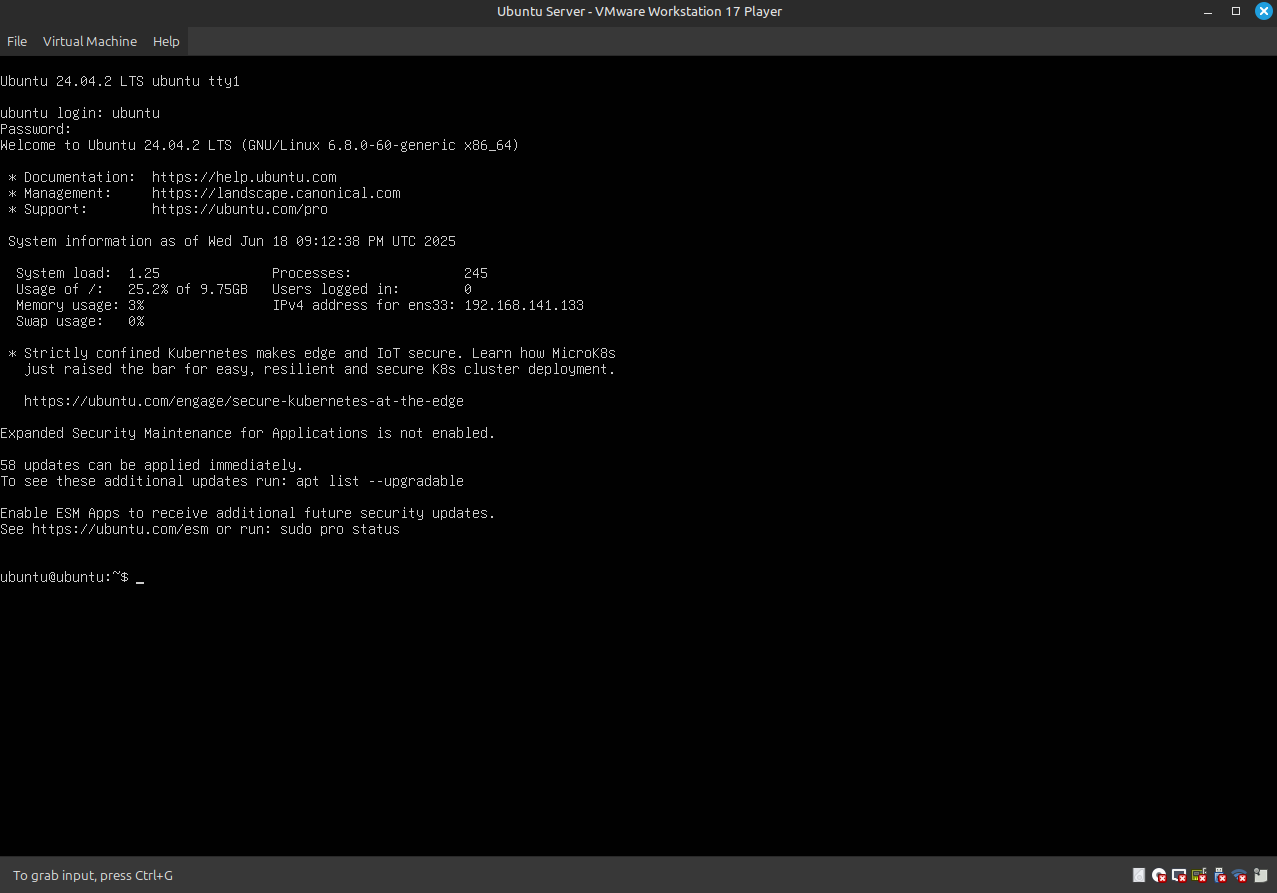 Ubuntu Server - VMware Workstation 17 Player
File Virtual Machine Help
Ubuntu 24.04.2 LTS ubuntu tty1
ubuntu login: ubuntu
Password:
Welcome to Ubuntu 24.04.2 LTS (GNU/Linux 6.8.0-60-generic x86_64)
* Documentation: https://help.ubuntu.com
* Management: https://landscape.canonical.com
* Support: https://ubuntu.com/pro
System information as of Wed Jun 18 09:12:38 PM UTC 2025
System load: 1.25 Processes: 245
Usage of /: 25.2% of 9.75GB Users logged in: 0
Memory usage: 3% IPv4 address for ens33: 192.168.141.133
Swap usage: 0%
* Strictly confined Kubernetes makes edge and IoT secure. Learn how MicroK8s
just raised the bar for easy, resilient and secure K8s cluster deployment.
https://ubuntu.com/engage/secure-kubernetes-at-the-edge
Expanded Security Maintenance for Applications is not enabled.
58 updates can be applied immediately.
To see these additional updates run: apt list --upgradable
Enable ESM Apps to receive additional future security updates.
See https://ubuntu.com/esm or run: sudo pro status
ubuntu@ubuntu:~$ _
To grab input, press Ctrl+G